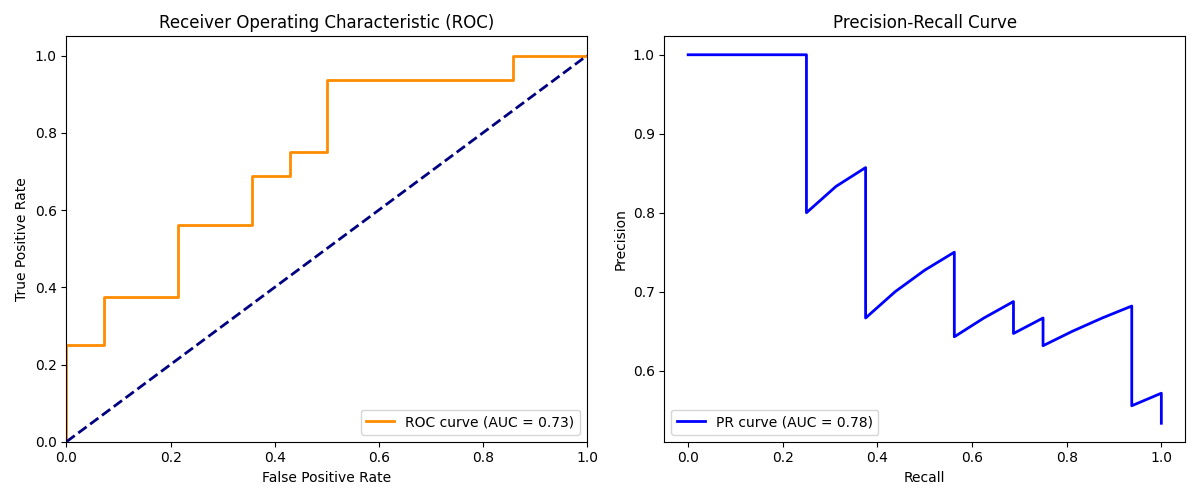 Receiver Operating Characteristic (ROC)
1.0
0.8
0.6
0.4
0.2
0.0
True Positive Rate
ROC curve (AUC = 0.73)
0.0 0.2 0.4 0.6 0.8 1.0
False Positive Rate
Precision-Recall Curve
1.0
0.9
0.8
0.7
0.6
Precision
PR curve (AUC = 0.78)
0.0 0.2 0.4 0.6 0.8 1.0
Recall